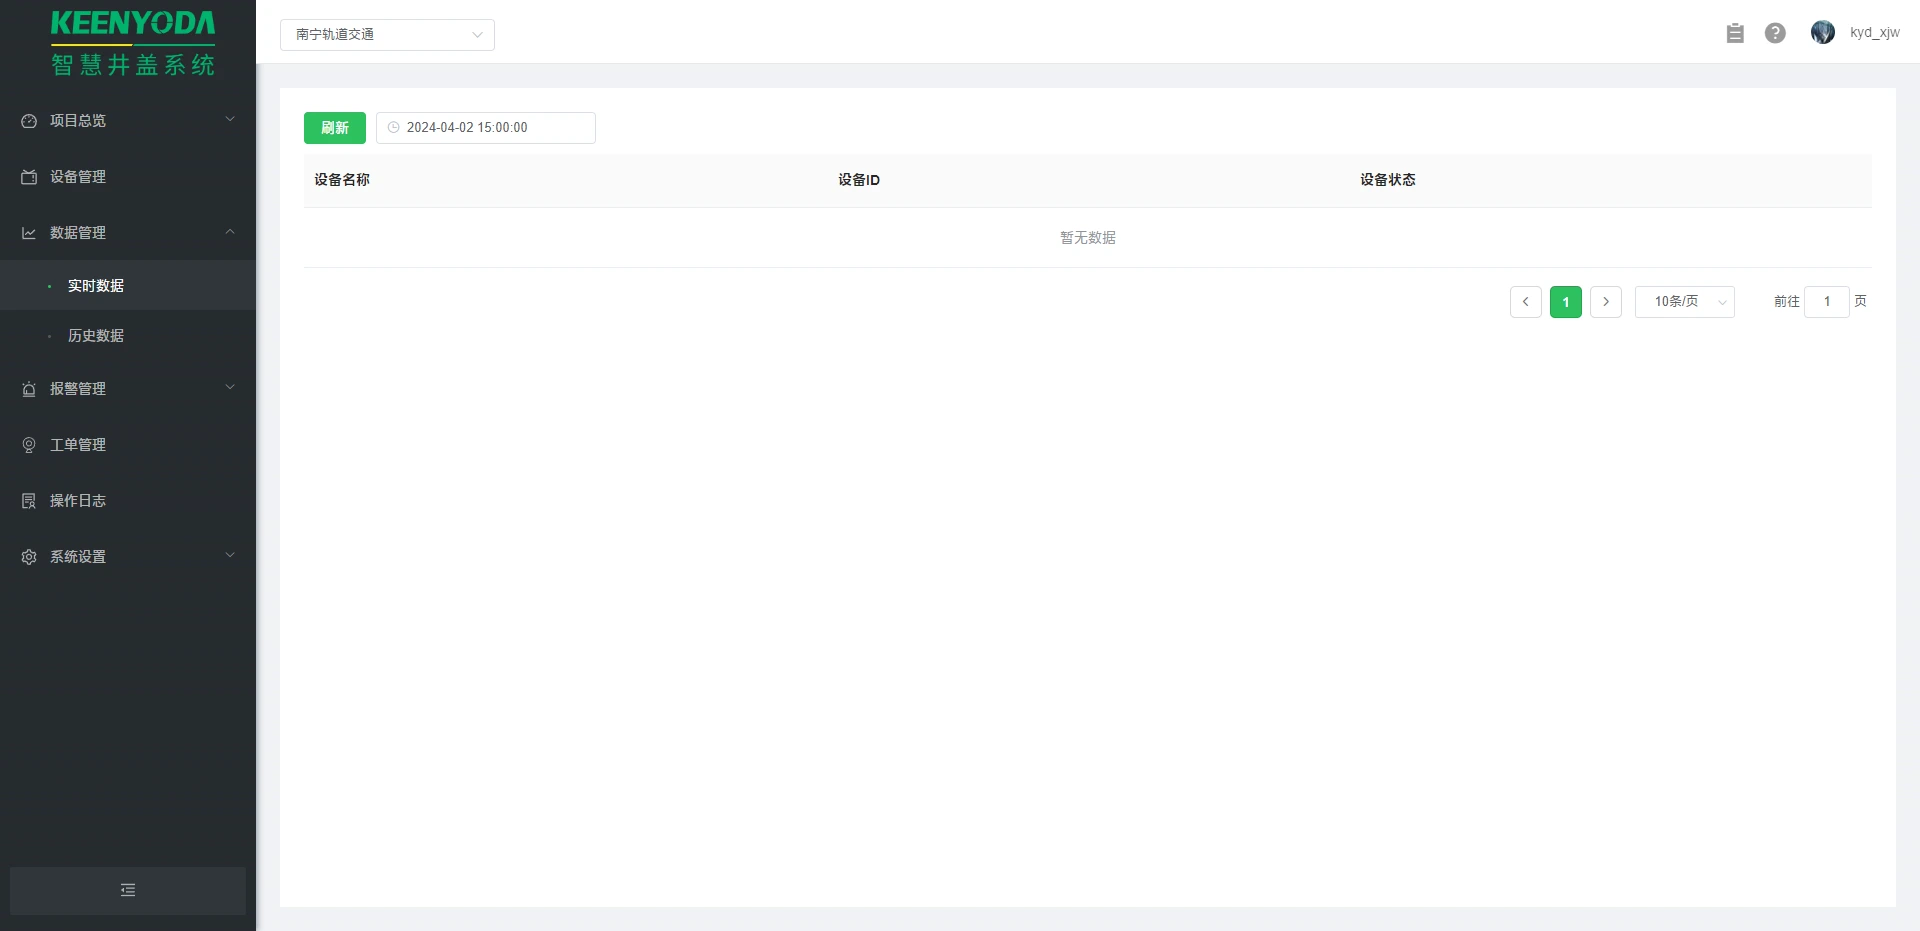 KEENYODA
智慧井盖系统
项目总览
设备管理
数据管理
实时数据
历史数据
报警管理
工单管理
操作日志
系统设置
南宁轨道交通
kyd_xjw
刷新 2024-04-02 15:00:00
设备名称 设备ID 设备状态
暂无数据
1 10条/页 前往 1 页